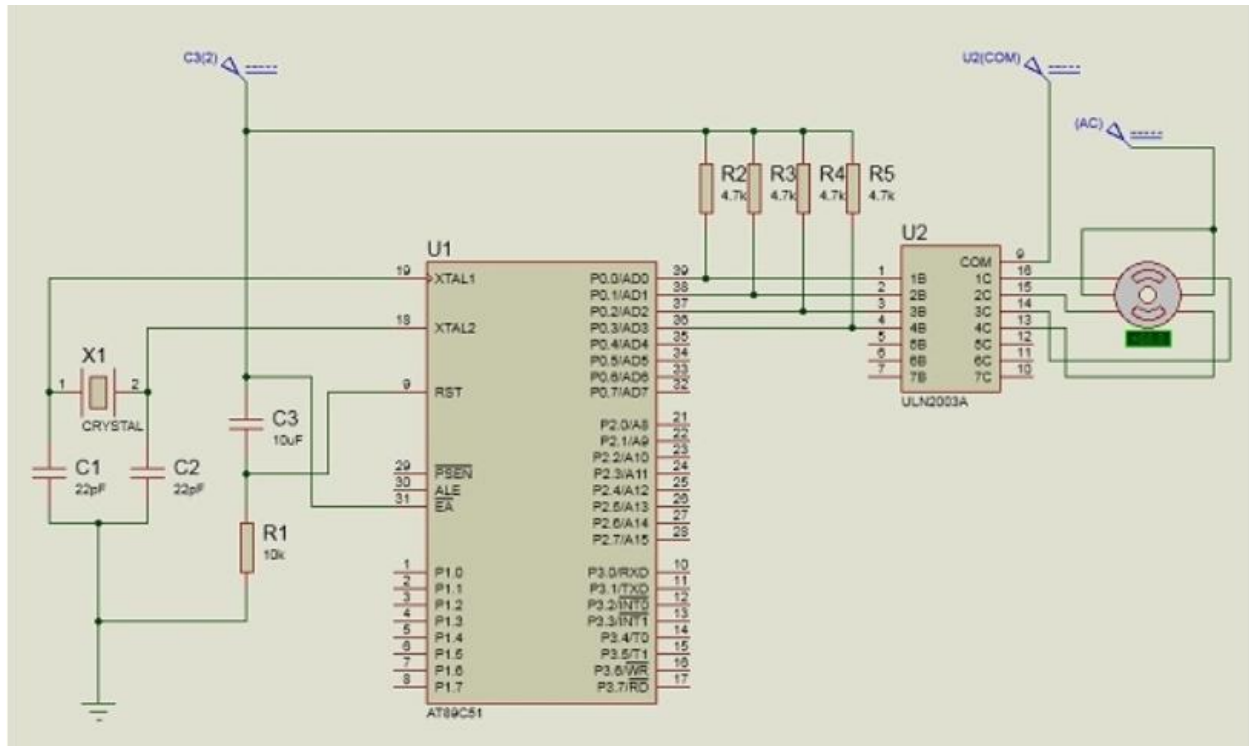 C3(2)
U2(COM)
(AC)
R2
4.7k
R3
4.7k
R4
4.7k
R5
4.7k
U1
19
XTAL1
18
XTAL2
9
RST
29
PSEN
30
ALE
31
EA
1
P1.0
2
P1.1
3
P1.2
4
P1.3
5
P1.4
6
P1.5
7
P1.6
8
P1.7
P0.0/AD0
39
P0.1/AD1
38
P0.2/AD2
37
P0.3/AD3
36
P0.4/AD4
35
P0.5/AD5
34
P0.6/AD6
33
P0.7/AD7
32
P2.0/A8
21
P2.1/A9
22
P2.2/A10
23
P2.3/A11
24
P2.4/A12
25
P2.5/A13
26
P2.6/A14
27
P2.7/A15
28
P3.0/RXD
10
P3.1/TXD
11
P3.2/INT0
12
P3.3/INT1
13
P3.4/T0
14
P3.5/T1
15
P3.6/WR
16
P3.7/RD
17
AT89C51
X1
1
2
CRYSTAL
C1
22pF
C2
22pF
C3
10uF
R1
10k
U2
1
1B
2
2B
3
3B
4
4B
5
5B
6
6B
7
7B
COM
9
1C
16
2C
15
3C
14
4C
13
5C
12
6C
11
7C
10
ULN2003A